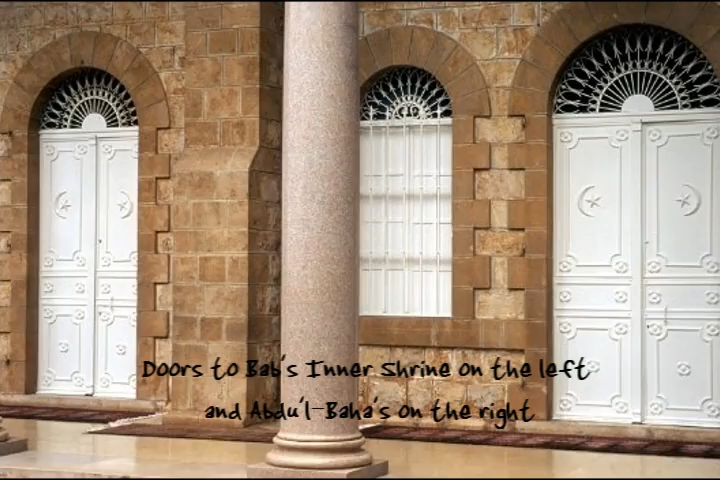 Doors to Bab's Inner Shrine on the left
and Abdu'l-Baha's on the right